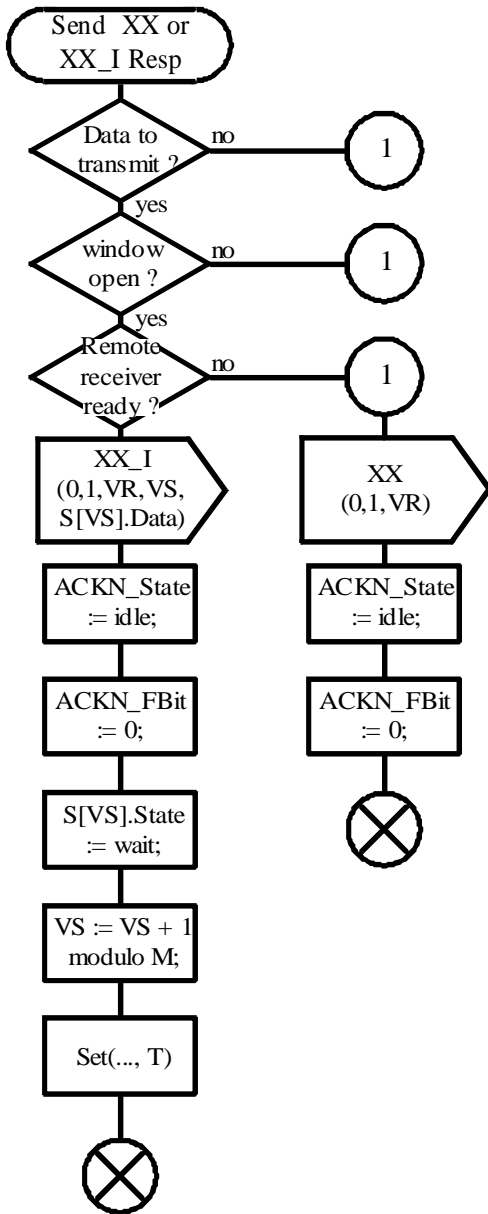 Send XX or
XX_I Resp
Data to
transmit ?
no
1
yes
window
open ?
no
1
yes
Remote
receiver
ready ?
no
1
XX_I
(0,1,VR,VS,
S[VS].Data)
XX
(0,1,VR)
ACKN_State
:= idle;
ACKN_State
:= idle;
ACKN_FBit
:= 0;
ACKN_FBit
:= 0;
S[VS].State
:= wait;
VS := VS + 1
modulo M;
Set(..., T)